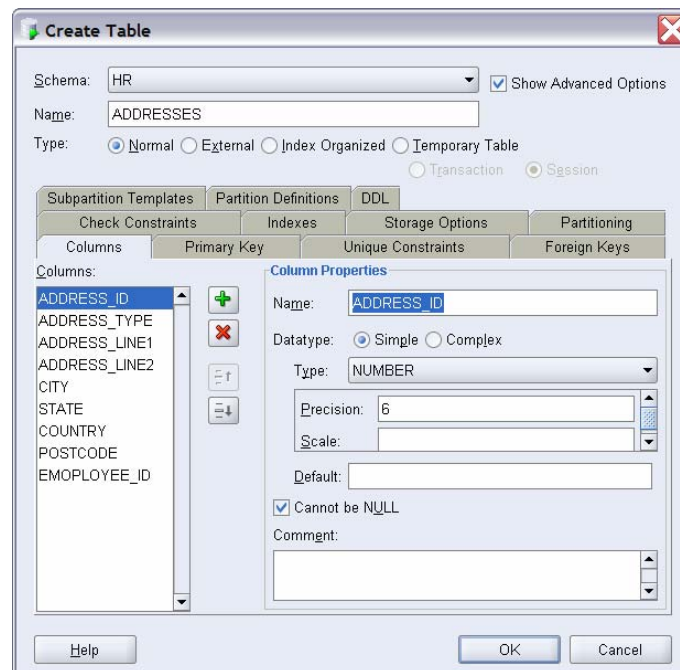 Create Table
Schema: HR Show Advanced Options
Name: ADDRESSES
Type: Normal External Index Organized Temporary Table
Transaction Session
Subpartition Templates Partition Definitions DDL
Check Constraints Indexes Storage Options Partitioning
Columns Primary Key Unique Constraints Foreign Keys
Columns:
ADDRESS_ID
ADDRESS_TYPE
ADDRESS_LINE1
ADDRESS_LINE2
CITY
STATE
COUNTRY
POSTCODE
EMOPLOYEE_ID
Column Properties
Name: ADDRESS_ID
Datatype: Simple Complex
Type: NUMBER
Precision: 6
Scale:
Default:
Cannot be NULL
Comment:
Help OK Cancel